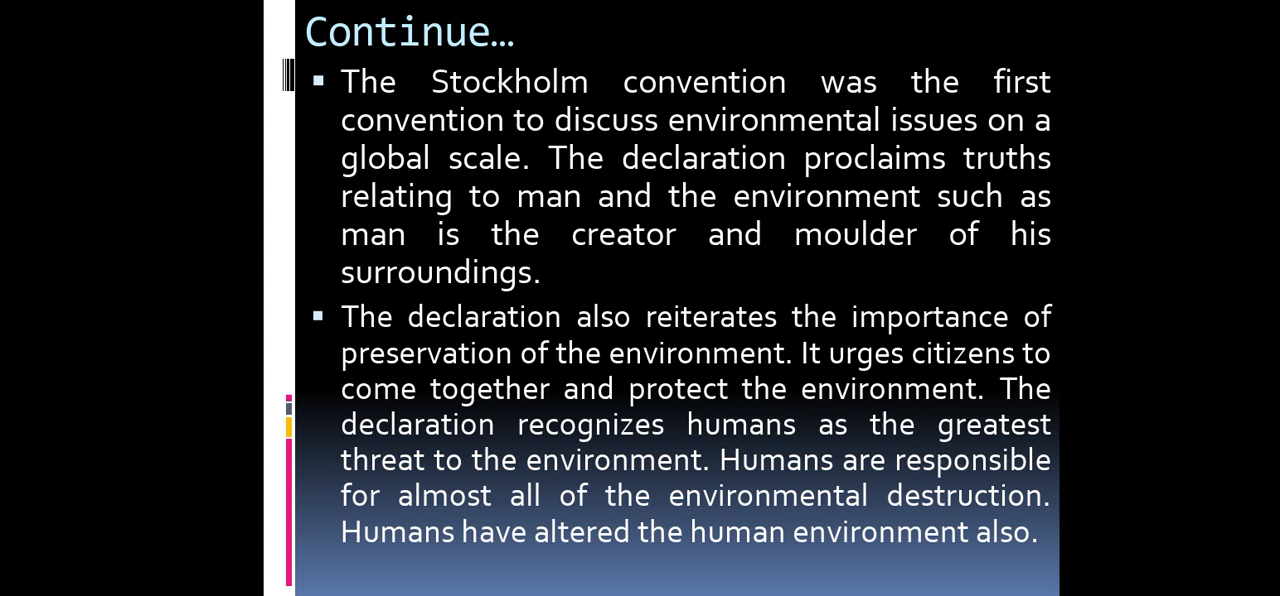 Continue…
▪ The Stockholm convention was the first
convention to discuss environmental issues on a
global scale. The declaration proclaims truths
relating to man and the environment such as
man is the creator and moulder of his
surroundings.
▪ The declaration also reiterates the importance of
preservation of the environment. It urges citizens to
come together and protect the environment. The
declaration recognizes humans as the greatest
threat to the environment. Humans are responsible
for almost all of the environmental destruction.
Humans have altered the human environment also.